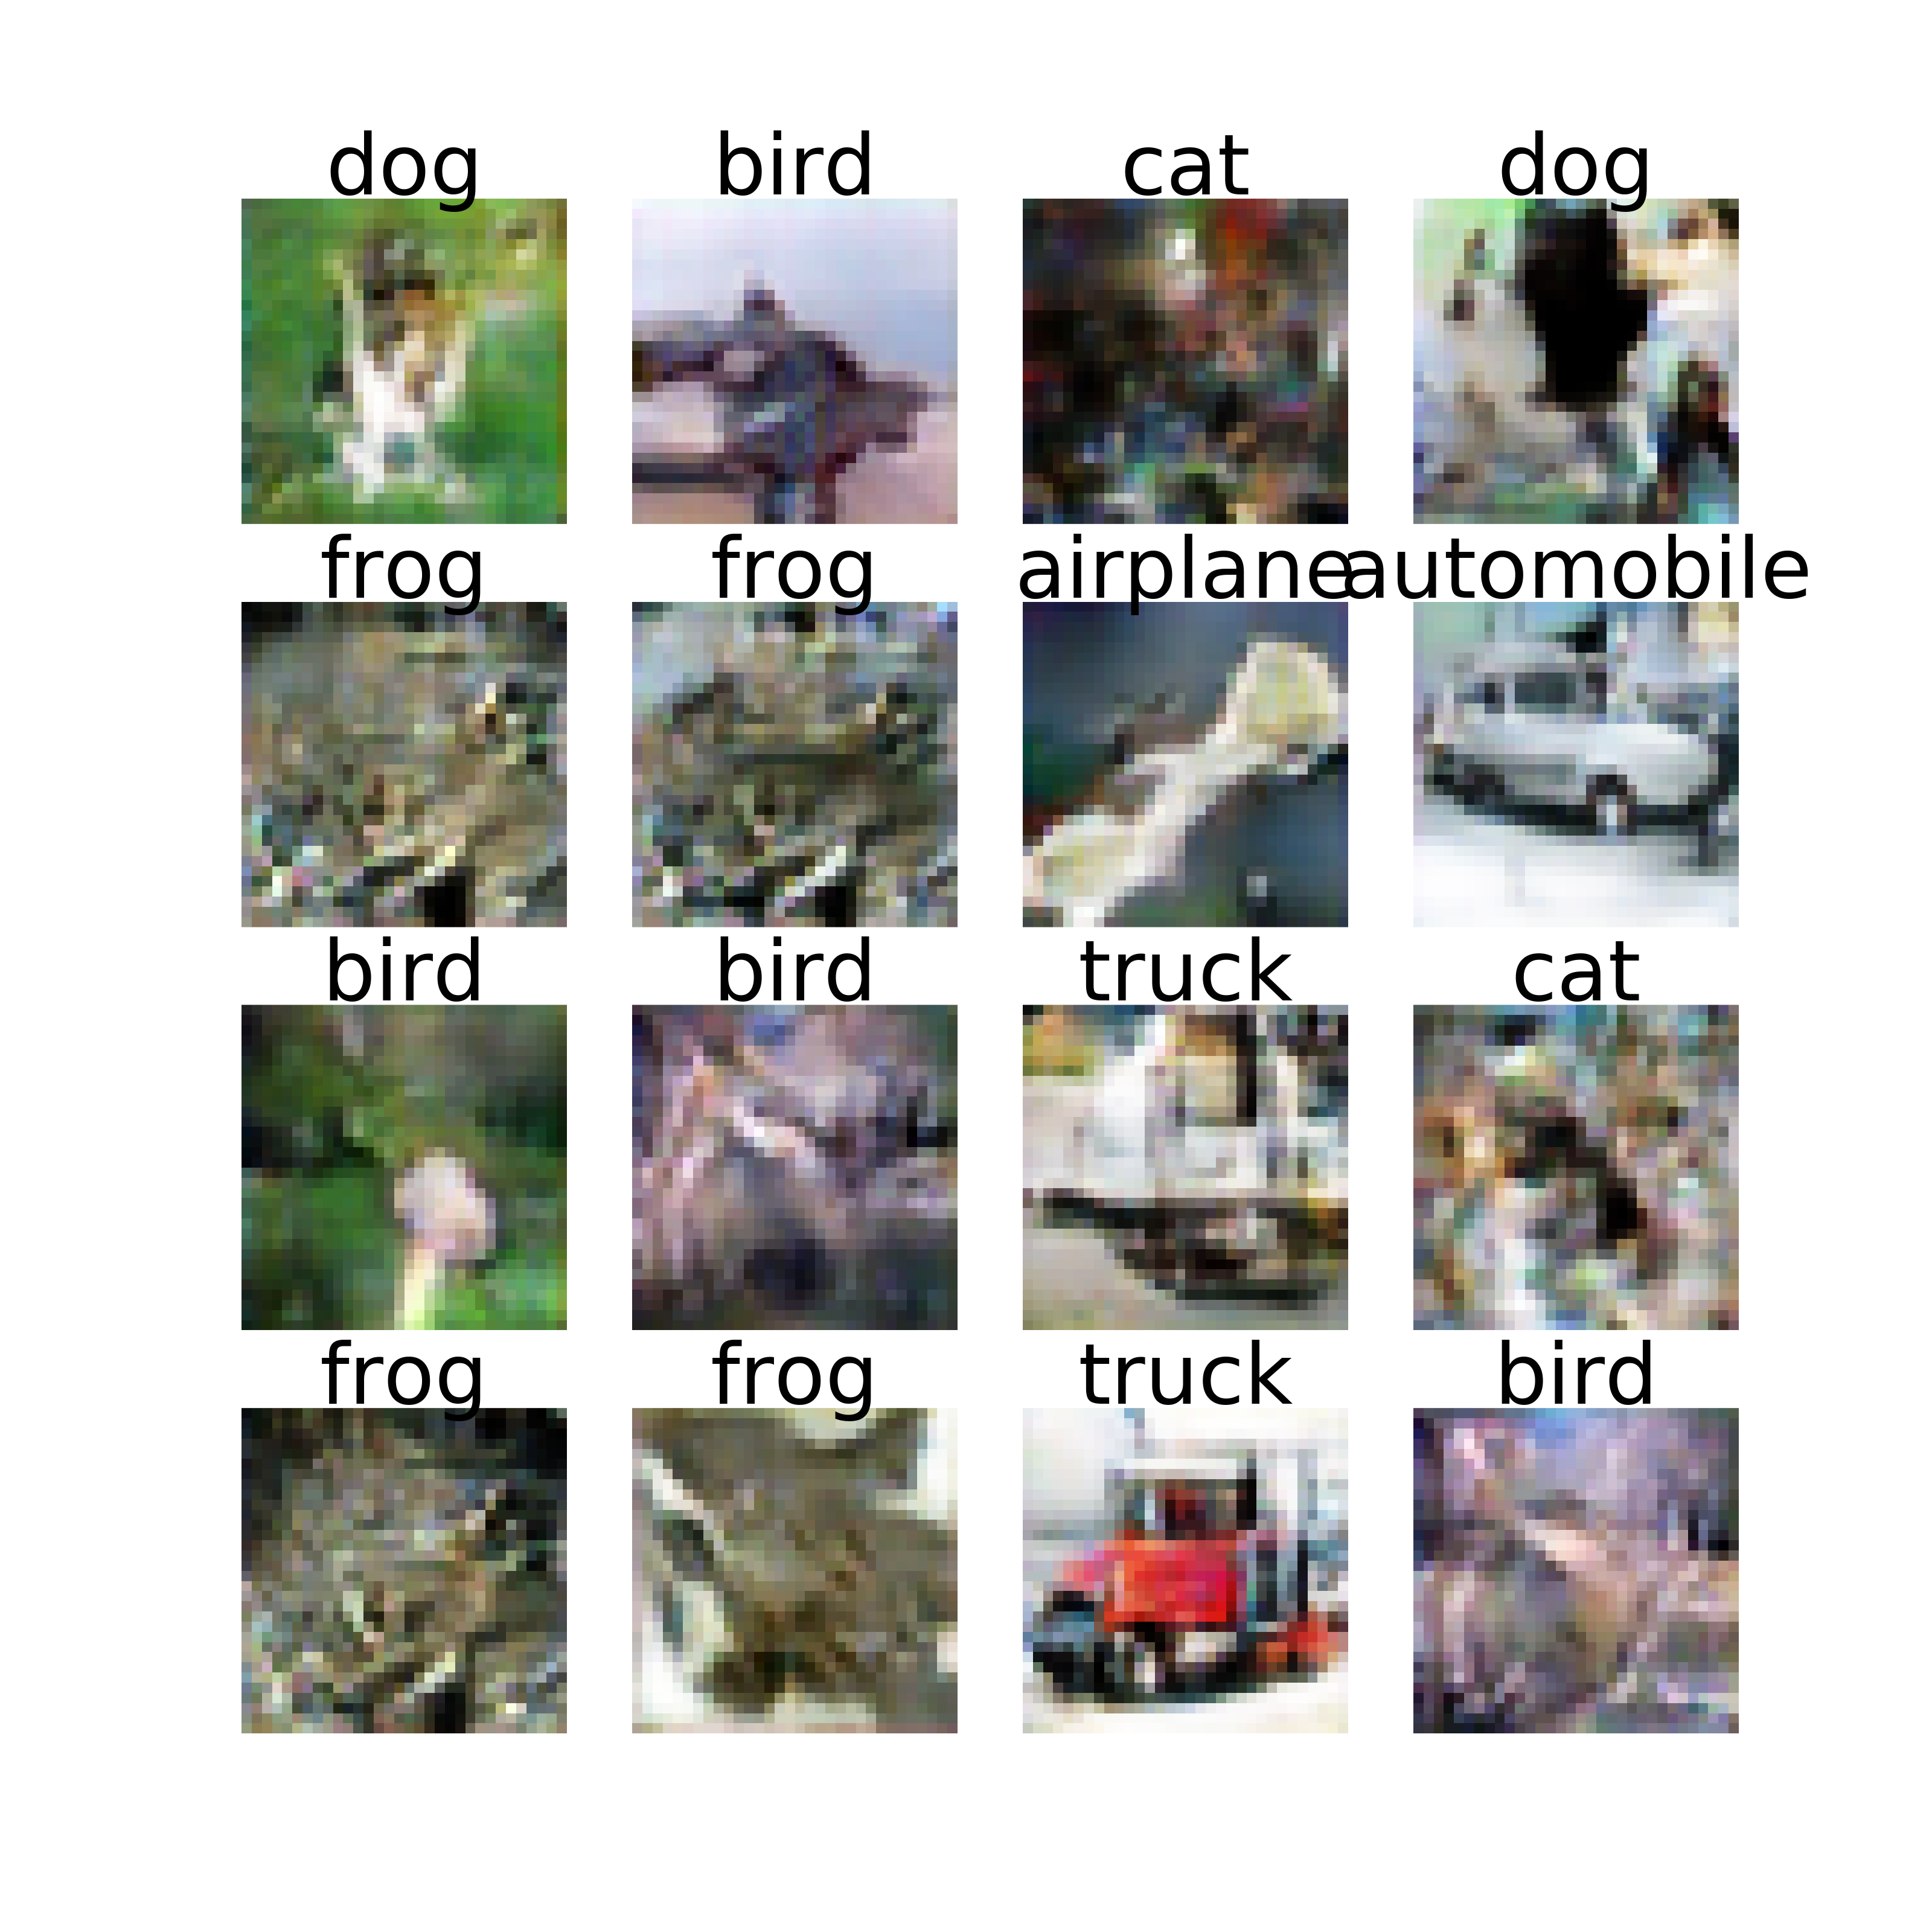 dog bird cat dog
frog frog airplane automobile
bird bird truck cat
frog frog truck bird